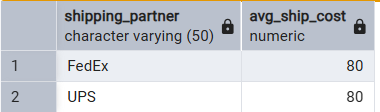 shipping_partner avg_ship_cost
character varying (50) numeric
1 FedEx 80
2 UPS 80